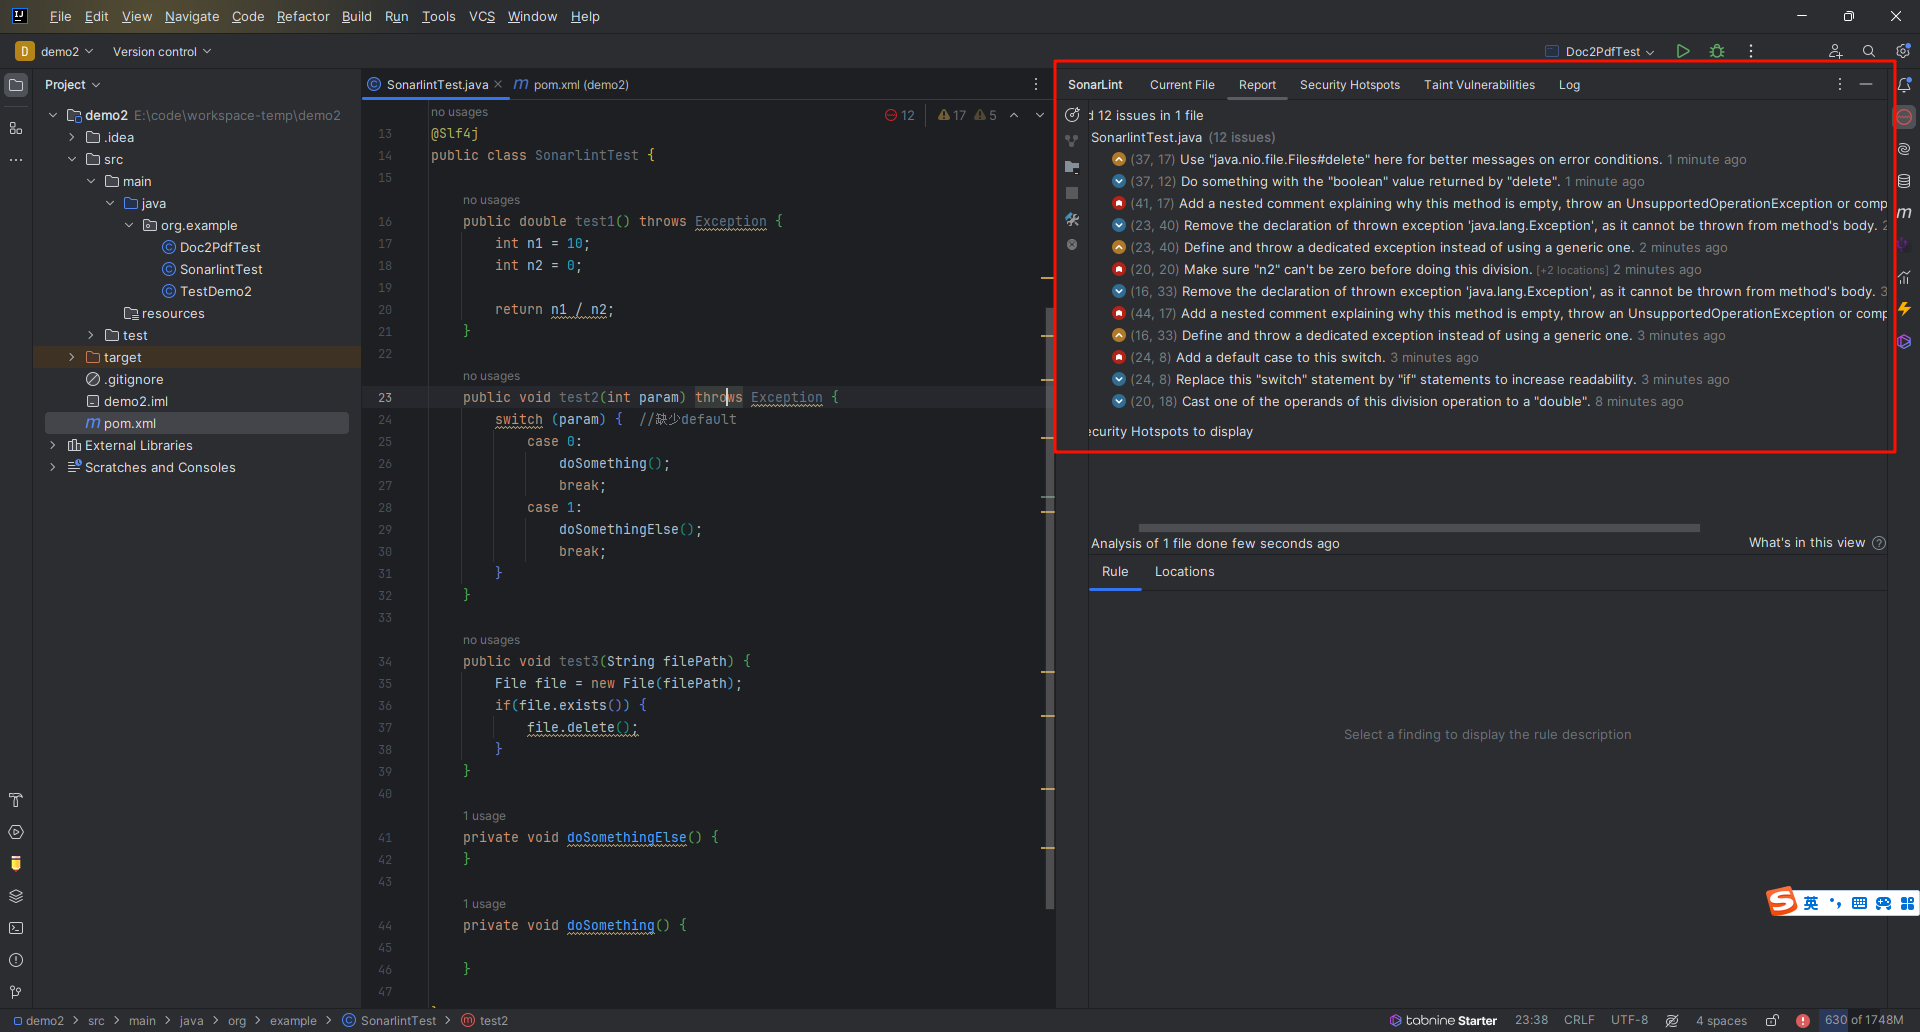 File Edit View Navigate Code Refactor Build Run Tools VCS Window Help
D demo2 Version control Doc2PdfTest
Project
demo2 E:\code\workspace-temp\demo2
.idea
src
main
java
org.example
Doc2PdfTest
SonarlintTest
TestDemo2
resources
test
target
.gitignore
demo2.iml
pom.xml
External Libraries
Scratches and Consoles
SonarlintTest.java pom.xml (demo2)
12 17 5
no usages
13 @Slf4j
14 public class SonarlintTest {
15
no usages
16 public double test1() throws Exception {
17 int n1 = 10;
18 int n2 = 0;
19
20 return n1 / n2;
21 }
22
no usages
23 public void test2(int param) throws Exception {
24 switch (param) { //缺少default
25 case 0:
26 doSomething();
27 break;
28 case 1:
29 doSomethingElse();
30 break;
31 }
32 }
33
no usages
34 public void test3(String filePath) {
35 File file = new File(filePath);
36 if(file.exists()) {
37 file.delete();
38 }
39 }
40
1 usage
41 private void doSomethingElse() {
42 }
43
1 usage
44 private void doSomething() {
45
46 }
47
SonarLint Current File Report Security Hotspots Taint Vulnerabilities Log
d 12 issues in 1 file
SonarlintTest.java (12 issues)
(37, 17) Use "java.nio.file.Files#delete" here for better messages on error conditions. 1 minute ago
(37, 12) Do something with the "boolean" value returned by "delete". 1 minute ago
(41, 17) Add a nested comment explaining why this method is empty, throw an UnsupportedOperationException or comp
(23, 40) Remove the declaration of thrown exception 'java.lang.Exception', as it cannot be thrown from method's body. 2
(23, 40) Define and throw a dedicated exception instead of using a generic one. 2 minutes ago
(20, 20) Make sure "n2" can't be zero before doing this division. [+2 locations] 2 minutes ago
(16, 33) Remove the declaration of thrown exception 'java.lang.Exception', as it cannot be thrown from method's body. 3
(44, 17) Add a nested comment explaining why this method is empty, throw an UnsupportedOperationException or comp
(16, 33) Define and throw a dedicated exception instead of using a generic one. 3 minutes ago
(24, 8) Add a default case to this switch. 3 minutes ago
(24, 8) Replace this "switch" statement by "if" statements to increase readability. 3 minutes ago
(20, 18) Cast one of the operands of this division operation to a "double". 8 minutes ago
ecurity Hotspots to display
Analysis of 1 file done few seconds ago What's in this view
Rule Locations
Select a finding to display the rule description
英
demo2 > src > main > java > org > example > SonarlintTest > test2
tabnine Starter 23:38 CRLF UTF-8 4 spaces 630 of 1748M